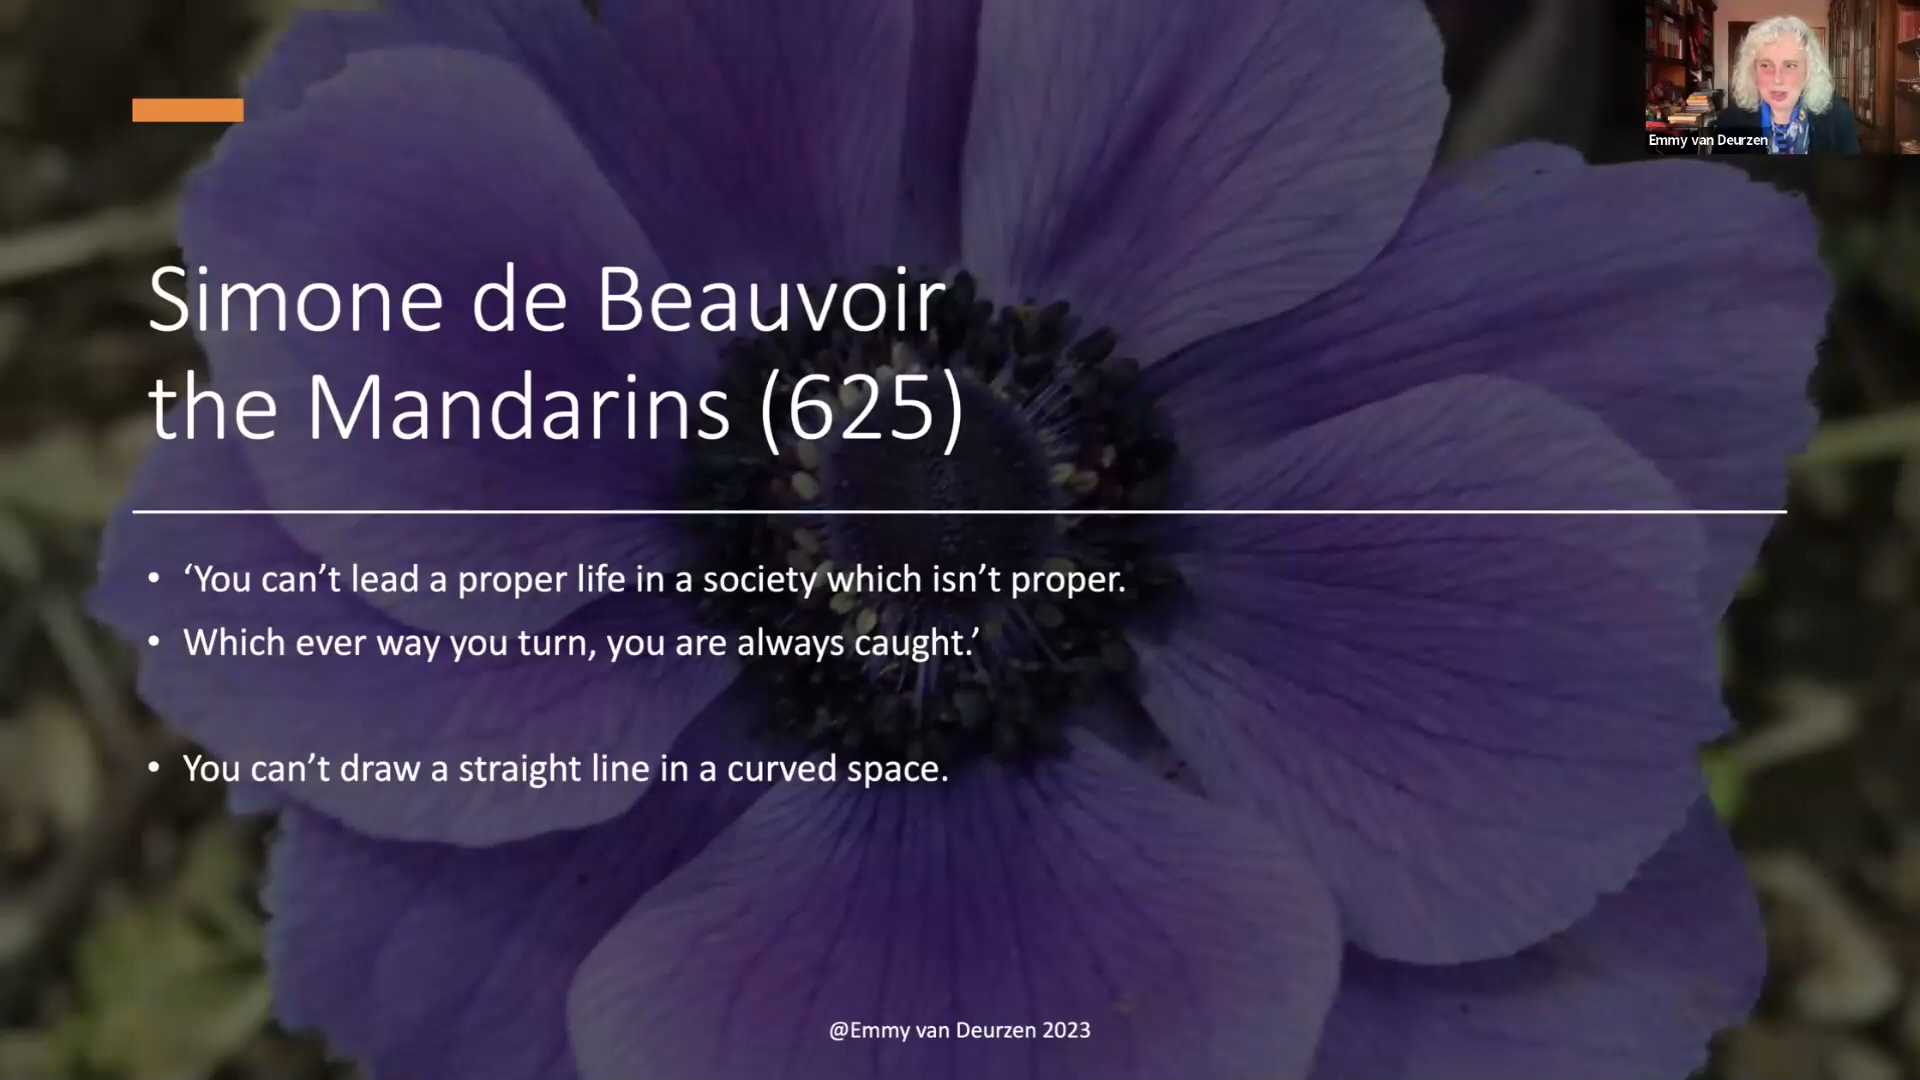 Emmy van Deurzen
Simone de Beauvoir
the Mandarins (625)
• ‘You can’t lead a proper life in a society which isn’t proper.
• Which ever way you turn, you are always caught.’
• You can’t draw a straight line in a curved space.
@Emmy van Deurzen 2023